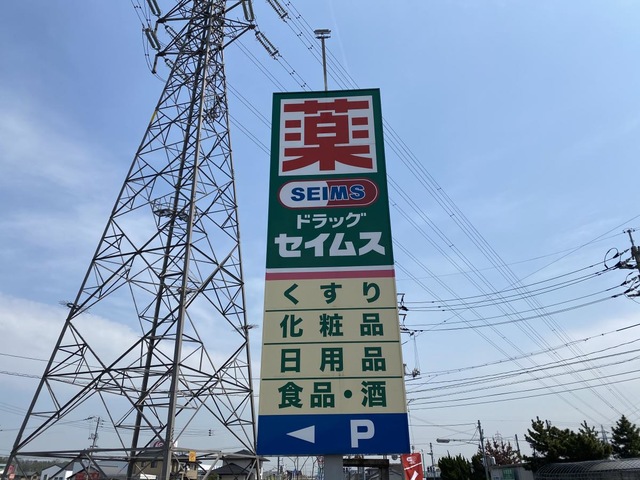 薬
SEIMS
ドラッグ
セイムス
くすり
化粧品
日用品
食品・酒
P